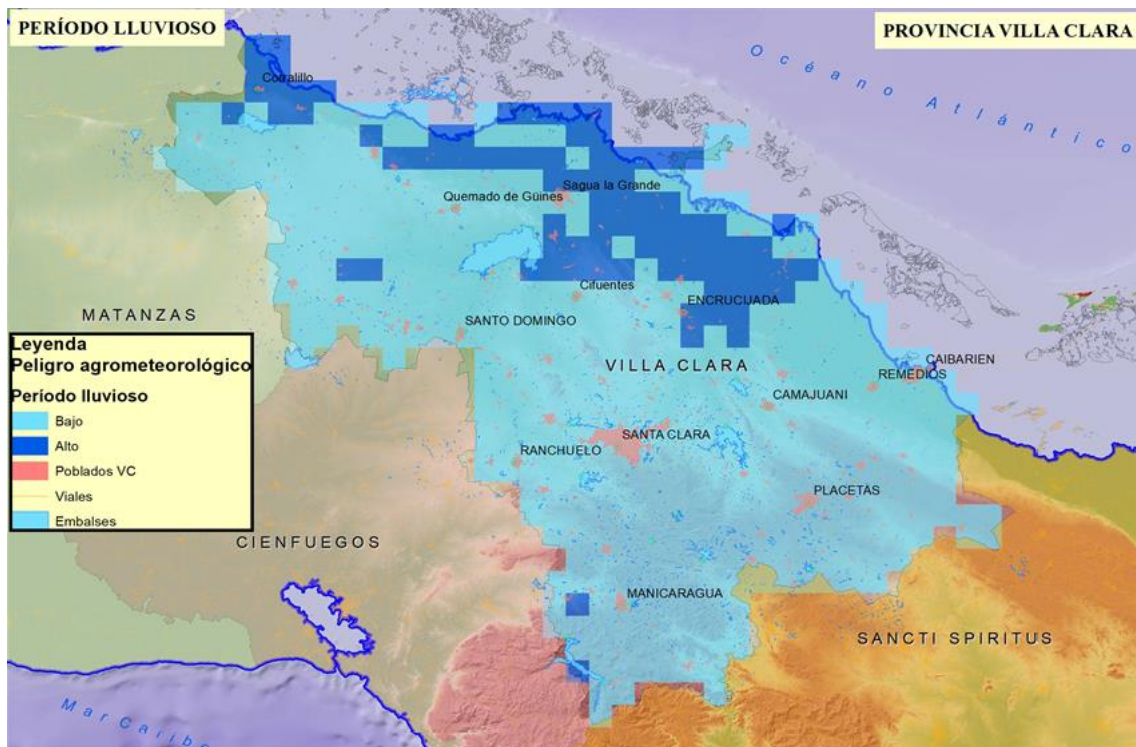 PERÍODO LLUVIOSO
PROVINCIA VILLA CLARA
Océano Atlántico
Corralillo
Sagua la Grande
Quemado de Güines
Cifuentes
ENCRUCIJADA
MATANZAS
SANTO DOMINGO
VILLA CLARA
CAIBARIEN
REMEDIOS
CAMAJUANI
SANTA CLARA
RANCHUELO
PLACETAS
CIENFUEGOS
MANICARAGUA
SANCTI SPIRITUS
Leyenda
Peligro agrometeorológico
Período lluvioso
Bajo
Alto
Poblados VC
Viales
Embalses
Mar Carib